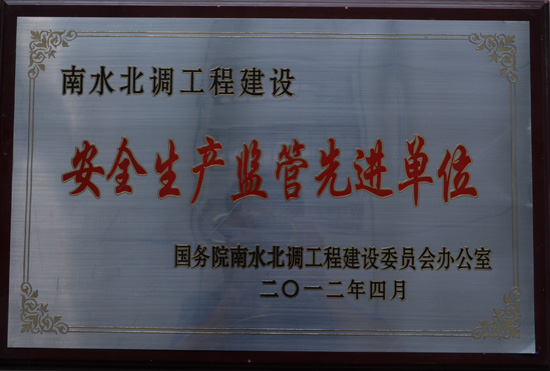 南水北调工程建设
安全生产监管先进单位
国务院南水北调工程建设委员会办公室
二〇一二年四月